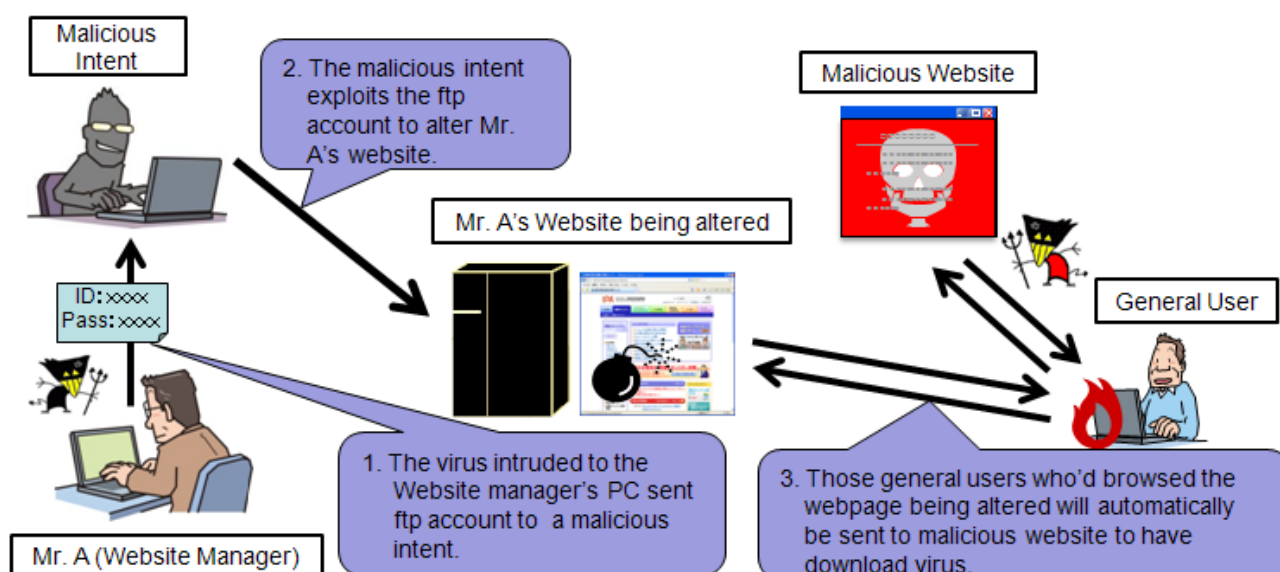 Malicious
Intent
2. The malicious intent
exploits the ftp
account to alter Mr.
A's website.
Malicious Website
Mr. A's Website being altered
ID:xxxx
Pass:xxxx
General User
1. The virus intruded to the
Website manager's PC sent
ftp account to a malicious
intent.
3. Those general users who'd browsed the
webpage being altered will automatically
be sent to malicious website to have
download virus.
Mr. A (Website Manager)